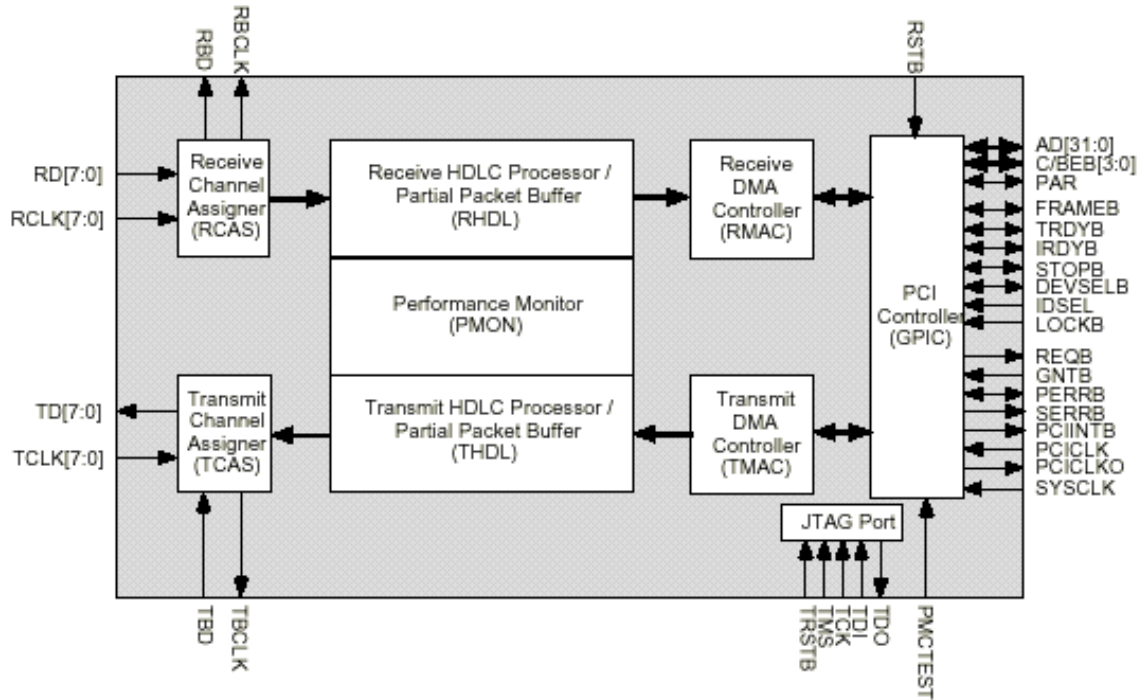 RBD
RBCLK
RSTB
RD[7:0]
RCLK[7:0]
Receive
Channel
Assigner
(RCAS)
Receive HDLC Processor /
Partial Packet Buffer
(RHDL)
Receive
DMA
Controller
(RMAC)
Performance Monitor
(PMON)
PCI
Controller
(GPIC)
AD[31:0]
C/BEB[3:0]
PAR
FRAMEB
TRDYB
IRDYB
STOPB
DEVSELB
IDSEL
LOCKB
REQB
GNTB
PERRB
SERRB
PCIINTB
PCICLK
PCICLKO
SYSCLK
TD[7:0]
TCLK[7:0]
Transmit
Channel
Assigner
(TCAS)
Transmit HDLC Processor /
Partial Packet Buffer
(THDL)
Transmit
DMA
Controller
(TMAC)
JTAG Port
TBD
TBCLK
TRSTB
TMS
TCK
TDI
TDO
PMCTEST